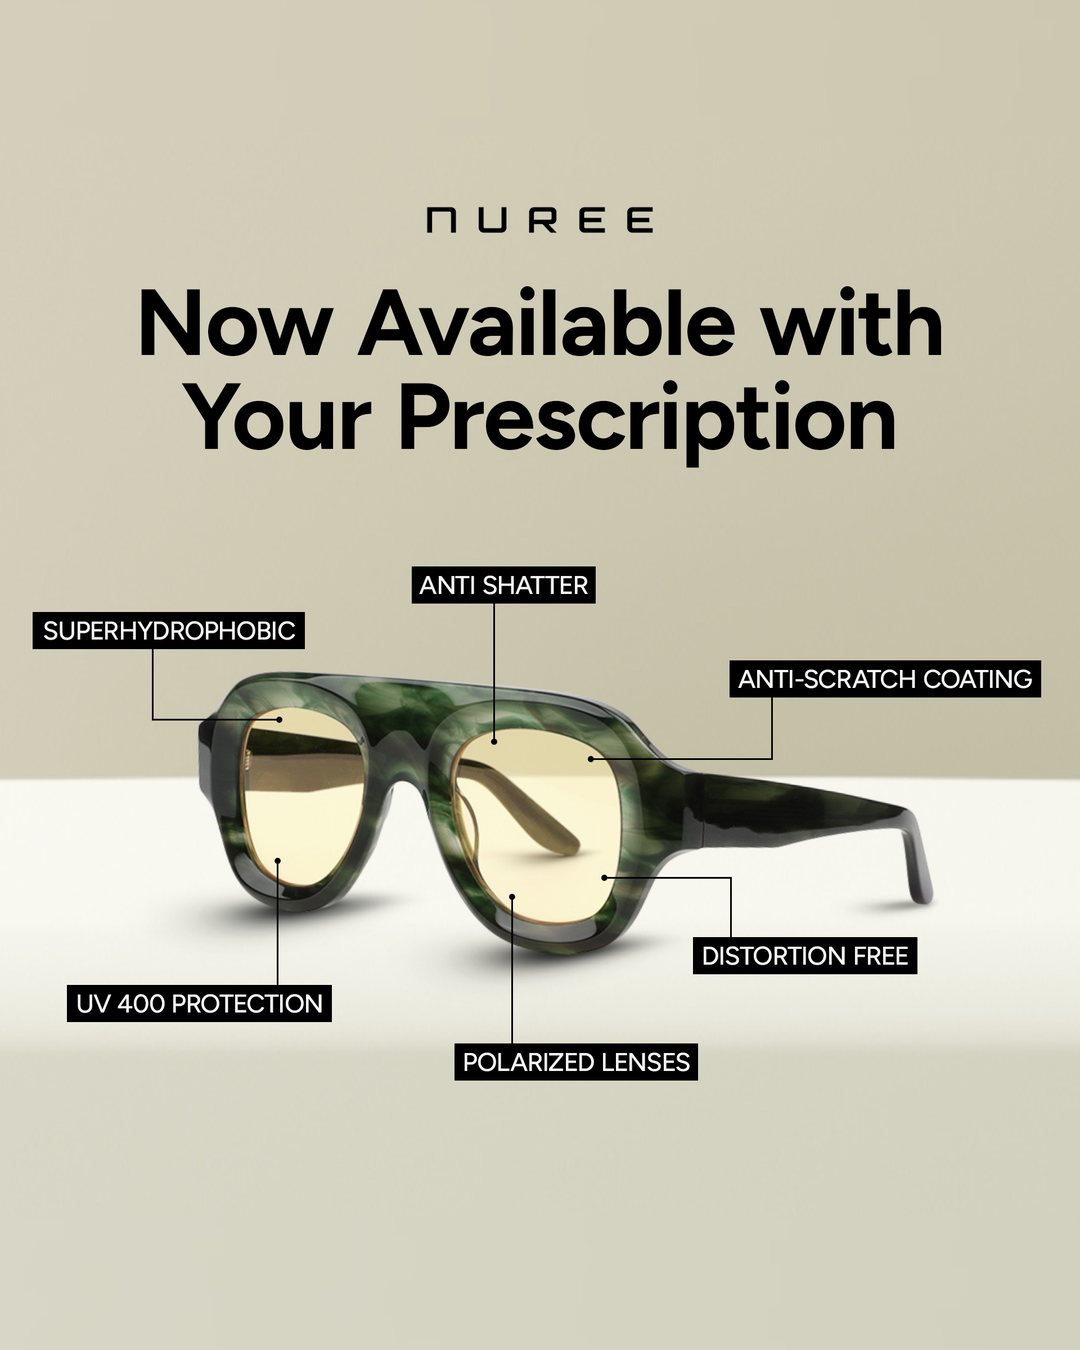 NUREE
Now Available with
Your Prescription
ANTI SHATTER
SUPERHYDROPHOBIC
ANTI-SCRATCH COATING
DISTORTION FREE
UV 400 PROTECTION
POLARIZED LENSES